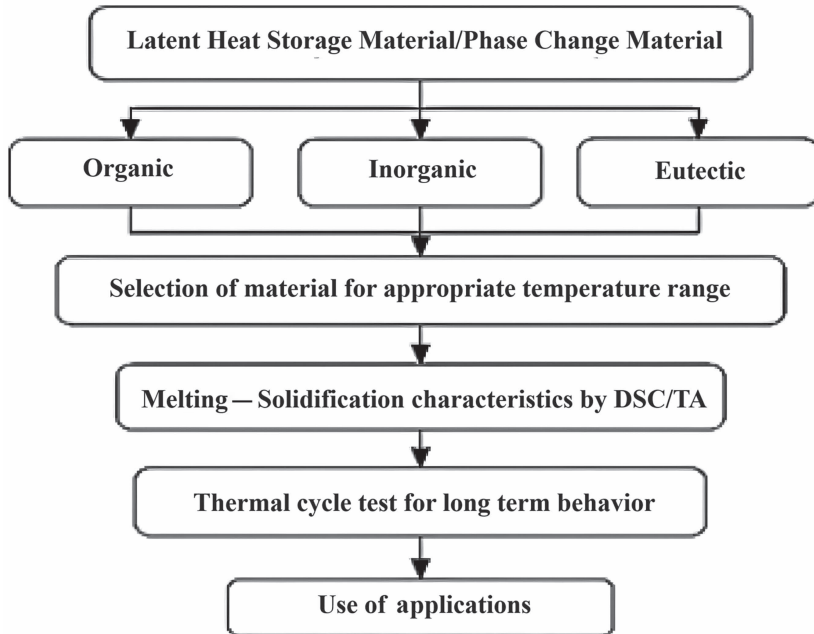 Latent Heat Storage Material/Phase Change Material
Organic
Inorganic
Eutectic
Selection of material for appropriate temperature range
Melting — Solidification characteristics by DSC/TA
Thermal cycle test for long term behavior
Use of applications